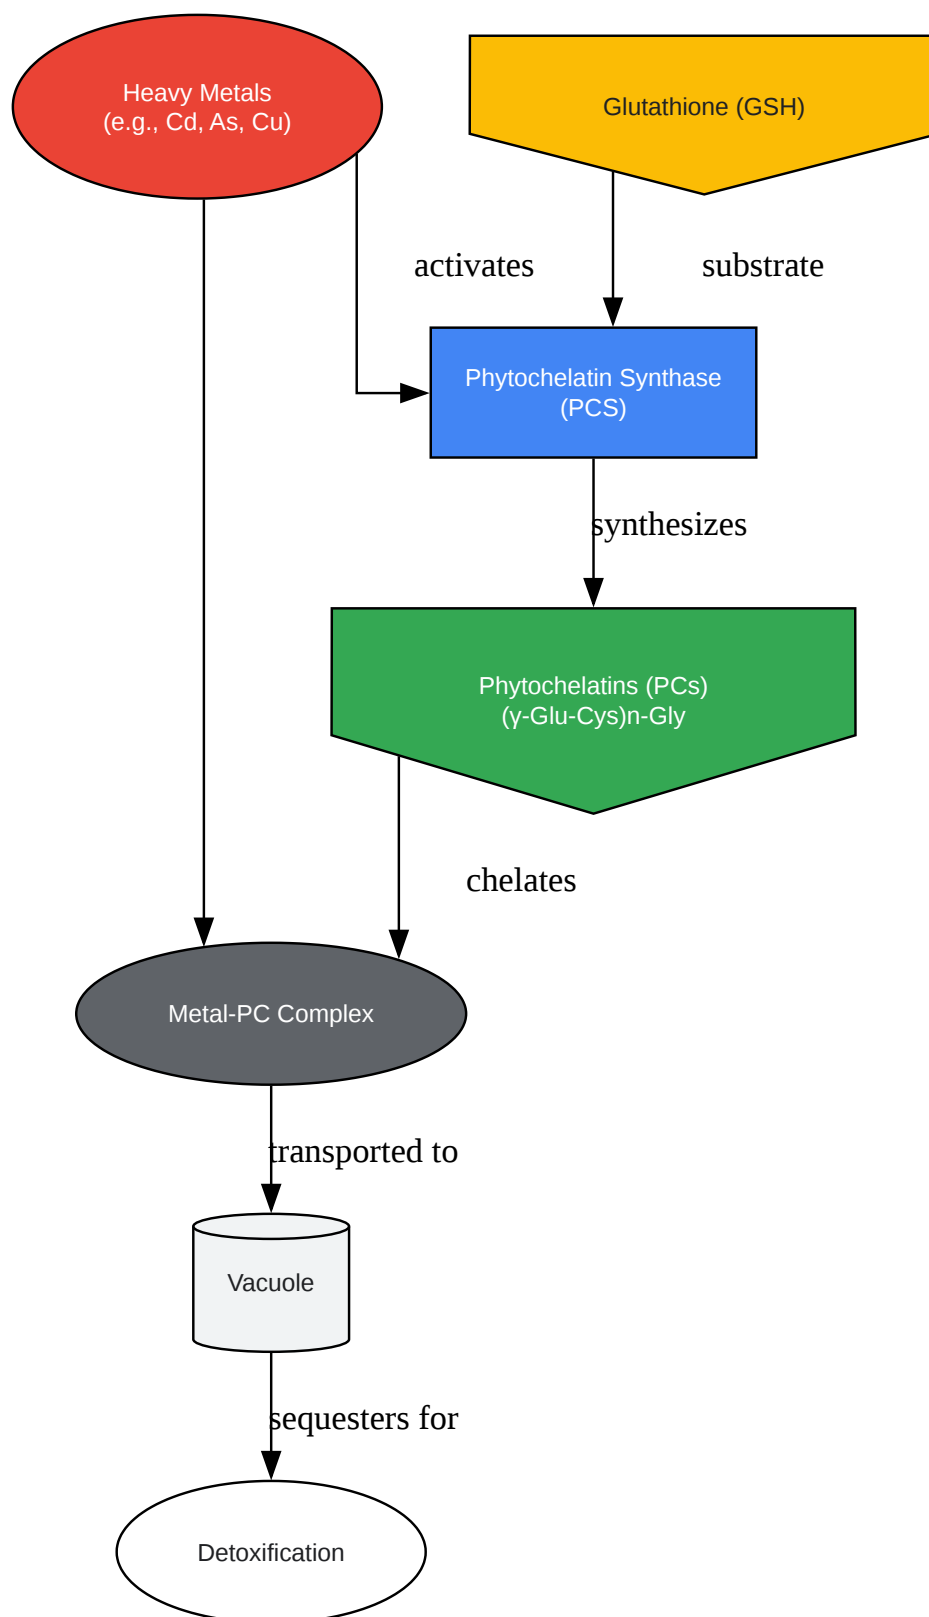 Heavy Metals
(e.g., Cd, As, Cu)
Glutathione (GSH)
activates
substrate
Phytochelatin Synthase
(PCS)
synthesizes
Phytochelatins (PCs)
(γ-Glu-Cys)n-Gly
chelates
Metal-PC Complex
transported to
Vacuole
sequesters for
Detoxification